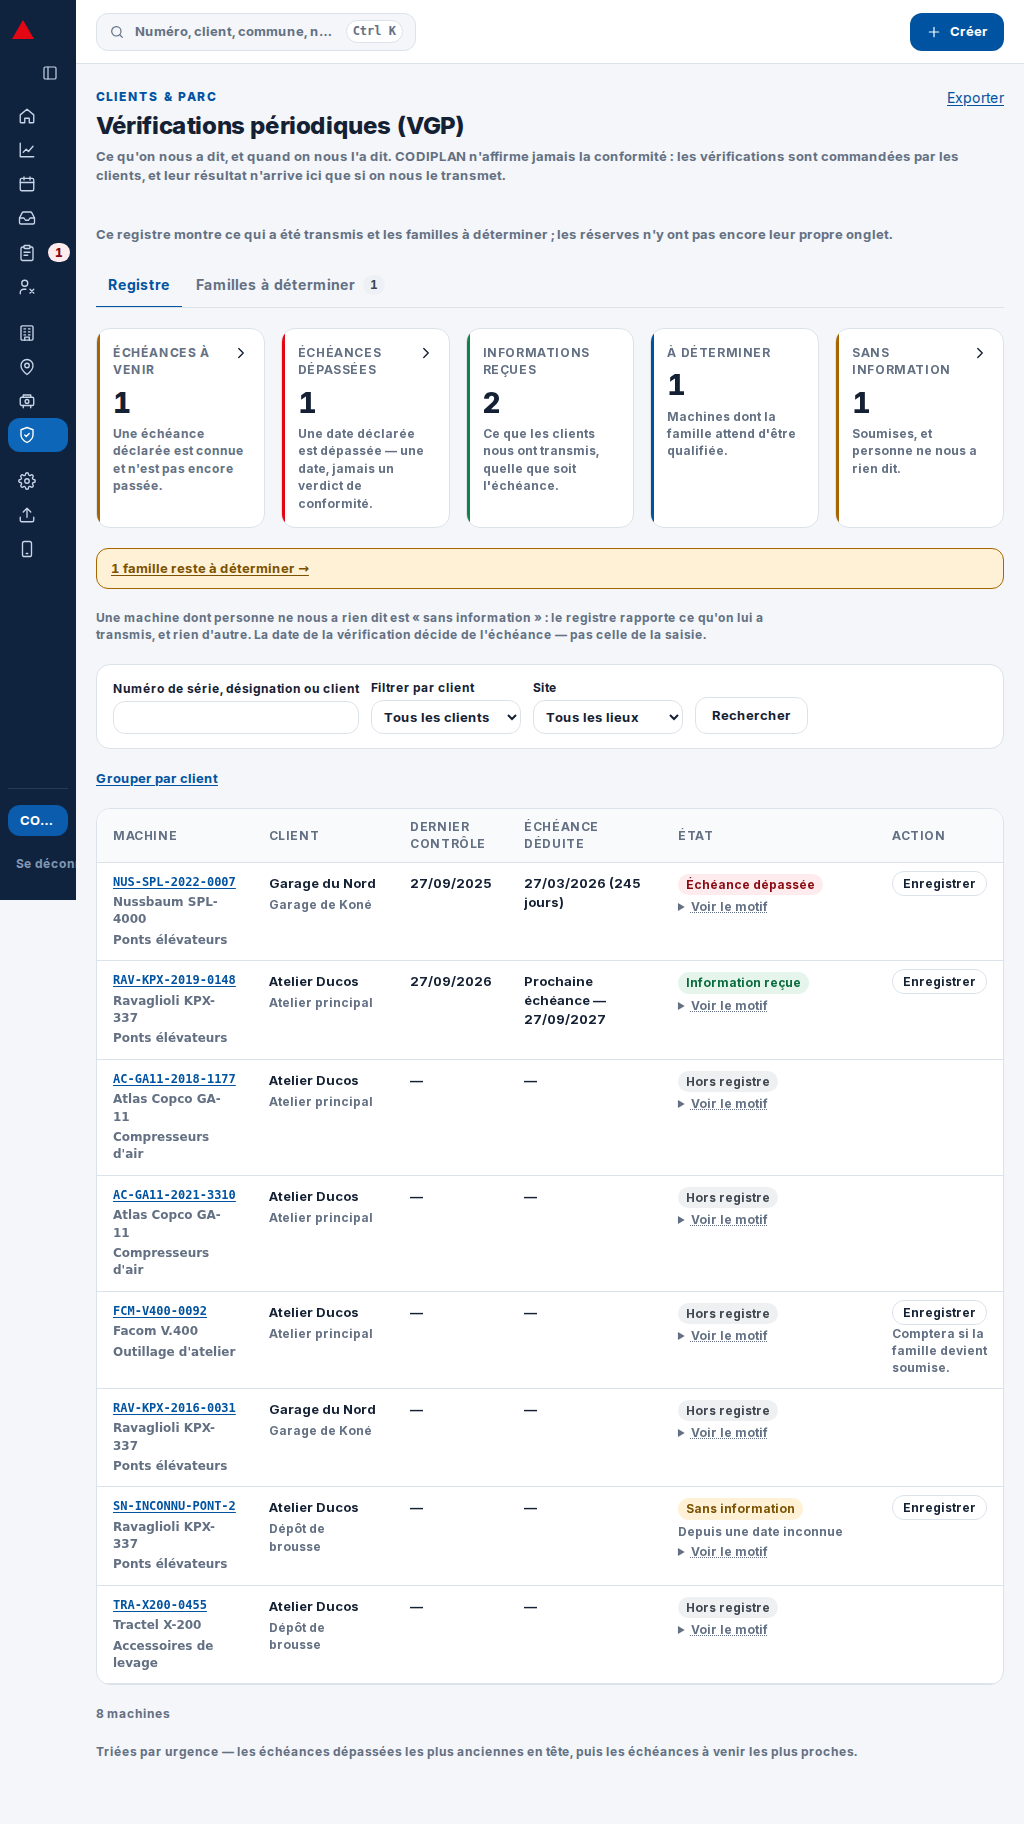 Numéro, client, commune, n...
Ctrl K
Créer
CLIENTS & PARC
Exporter
Vérifications périodiques (VGP)
Ce qu'on nous a dit, et quand on nous l'a dit. CODIPLAN n'affirme jamais la conformité : les vérifications sont commandées par les
clients, et leur résultat n'arrive ici que si on nous le transmet.
1
Ce registre montre ce qui a été transmis et les familles à déterminer ; les réserves n'y ont pas encore leur propre onglet.
Registre
Familles à déterminer 1
ÉCHÉANCES À
VENIR
1
Une échéance
déclarée est connue
et n'est pas encore
passée.
ÉCHÉANCES
DÉPASSÉES
1
Une date déclarée
est dépassée — une
date, jamais un
verdict de
conformité.
INFORMATIONS
REÇUES
2
Ce que les clients
nous ont transmis,
quelle que soit
l'échéance.
À DÉTERMINER
1
Machines dont la
famille attend d'être
qualifiée.
SANS
INFORMATION
1
Soumises, et
personne ne nous a
rien dit.
1 famille reste à déterminer →
Une machine dont personne ne nous a rien dit est « sans information » : le registre rapporte ce qu'on lui a
transmis, et rien d'autre. La date de la vérification décide de l'échéance — pas celle de la saisie.
Numéro de série, désignation ou client
Filtrer par client
Tous les clients
Site
Tous les lieux
Rechercher
Grouper par client
CO...
Se décon
MACHINE
CLIENT
DERNIER
CONTRÔLE
ÉCHÉANCE
DÉDUITE
ÉTAT
ACTION
NUS-SPL-2022-0007
Nussbaum SPL-
4000
Ponts élévateurs
Garage du Nord
Garage de Koné
27/09/2025
27/03/2026 (245
jours)
Échéance dépassée
Voir le motif
Enregistrer
RAV-KPX-2019-0148
Ravaglioli KPX-
337
Ponts élévateurs
Atelier Ducos
Atelier principal
27/09/2026
Prochaine
échéance —
27/09/2027
Information reçue
Voir le motif
Enregistrer
AC-GA11-2018-1177
Atlas Copco GA-
11
Compresseurs
d'air
Atelier Ducos
Atelier principal
—
—
Hors registre
Voir le motif
AC-GA11-2021-3310
Atlas Copco GA-
11
Compresseurs
d'air
Atelier Ducos
Atelier principal
—
—
Hors registre
Voir le motif
FCM-V400-0092
Facom V.400
Outillage d'atelier
Atelier Ducos
Atelier principal
—
—
Hors registre
Voir le motif
Enregistrer
Comptera si la
famille devient
soumise.
RAV-KPX-2016-0031
Ravaglioli KPX-
337
Ponts élévateurs
Garage du Nord
Garage de Koné
—
—
Hors registre
Voir le motif
SN-INCONNU-PONT-2
Ravaglioli KPX-
337
Ponts élévateurs
Atelier Ducos
Dépôt de
brousse
—
—
Sans information
Depuis une date inconnue
Voir le motif
Enregistrer
TRA-X200-0455
Tractel X-200
Accessoires de
levage
Atelier Ducos
Dépôt de
brousse
—
—
Hors registre
Voir le motif
8 machines
Triées par urgence — les échéances dépassées les plus anciennes en tête, puis les échéances à venir les plus proches.